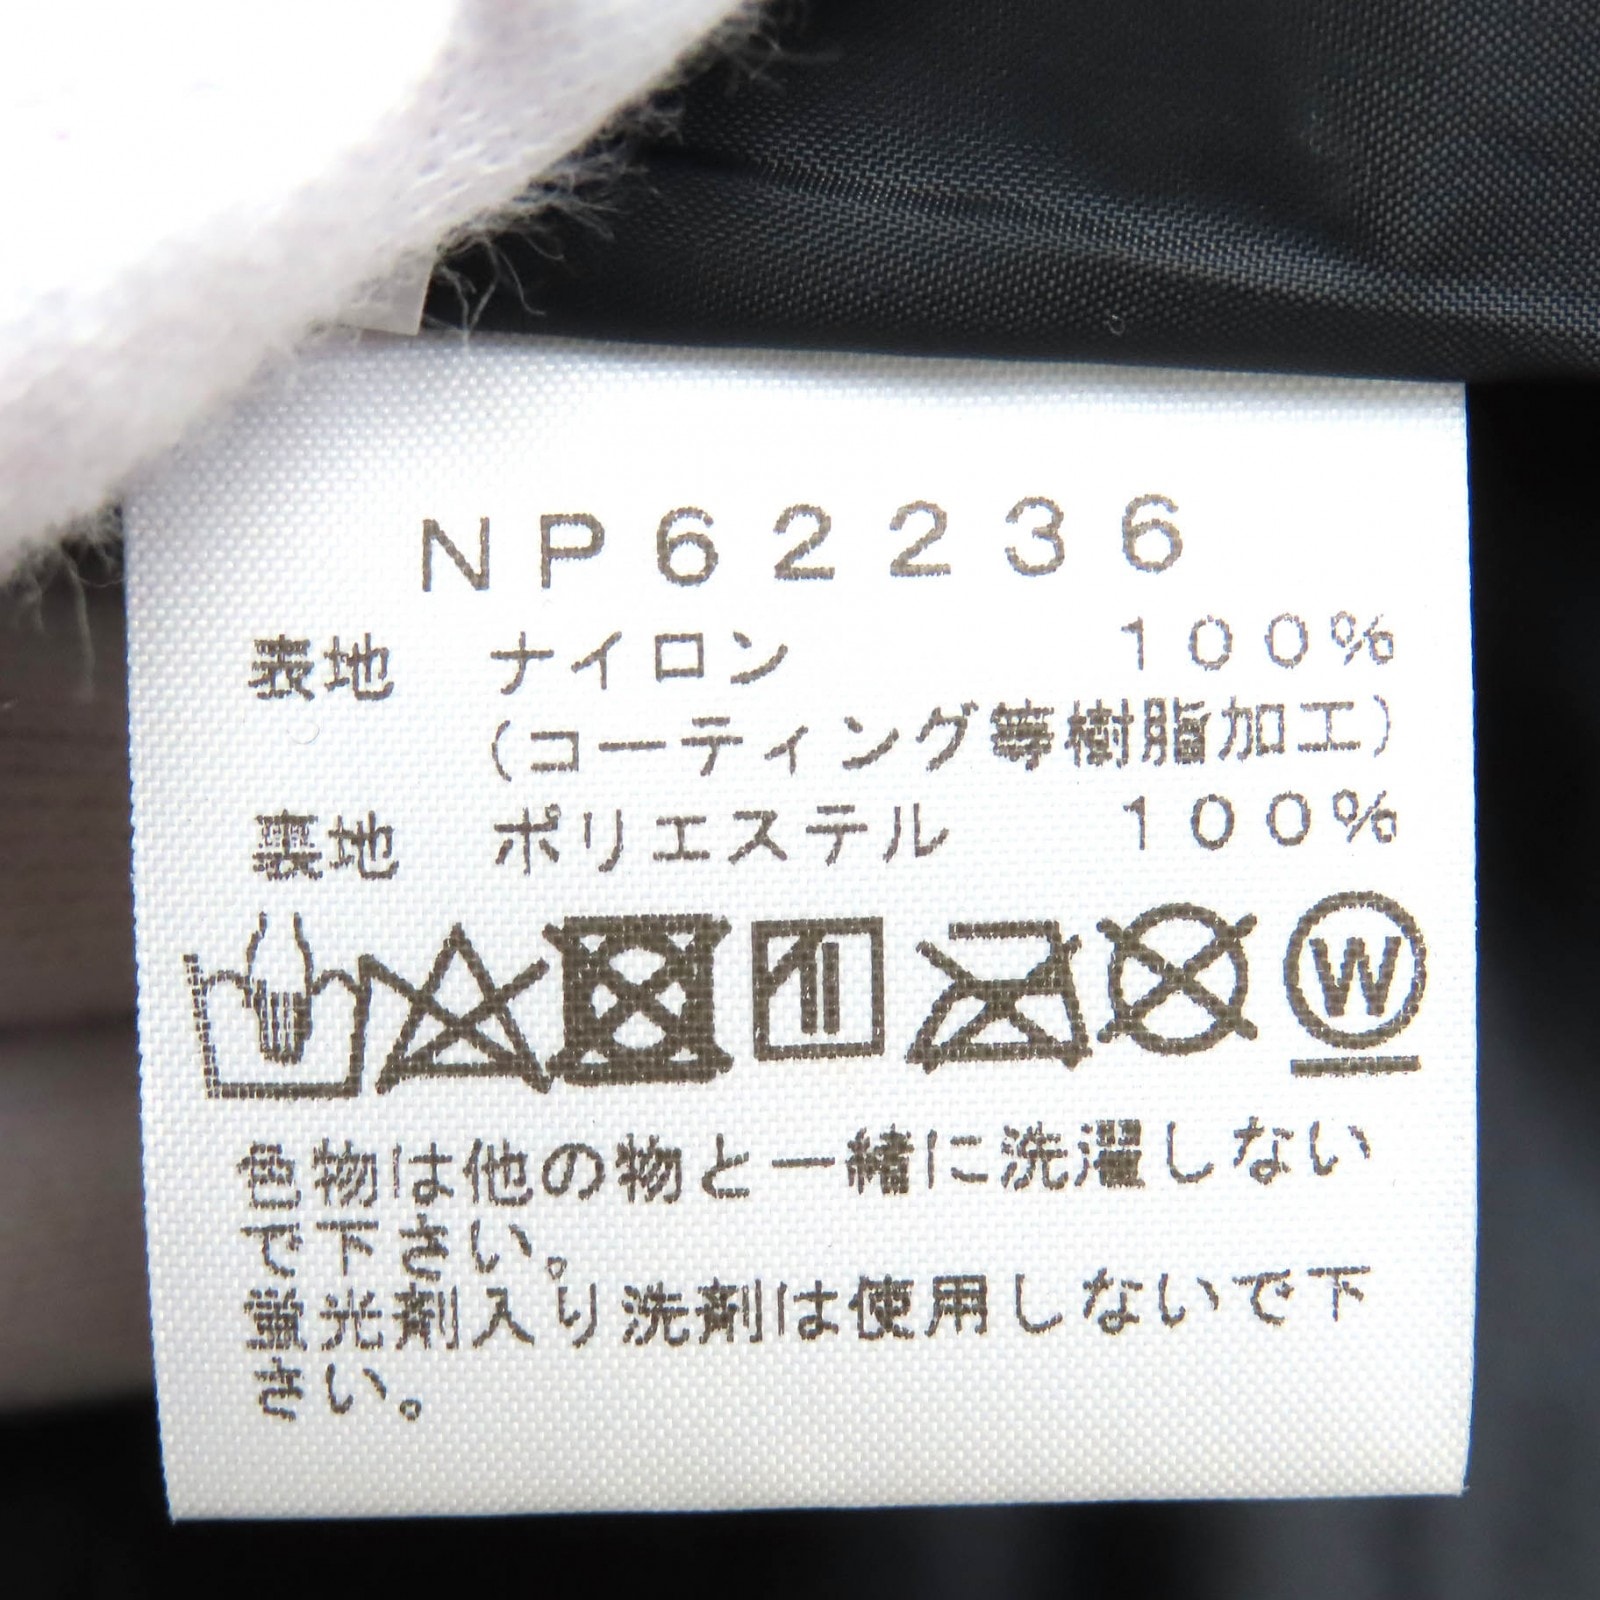 NP62236
表地 ナイロン 100%
(コーティング等樹脂加工)
裏地 ポリエステル 100%
W
色物は他の物と一緒に洗濯しない
で下さい。
蛍光剤入り洗剤は使用しないで下
さい。